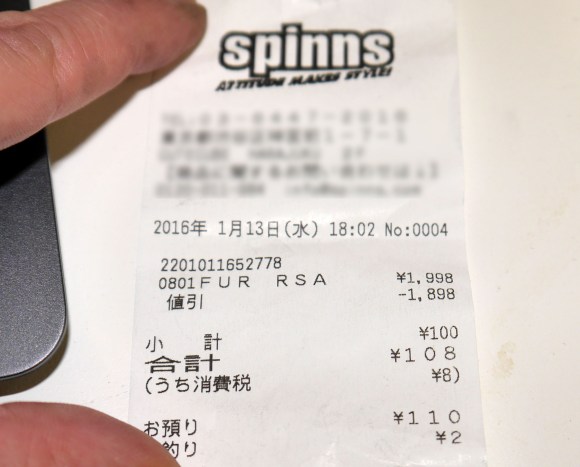 spinns
ATTITUDE MAKES STYLE!
2016年 1月13日(水) 18:02 No:0004
2201011652778
0801FUR RSA ¥1,998
値引 -1,898
小 計 ¥100
合計 ¥108
(うち消費税 ¥8)
お預り ¥110
釣り ¥2